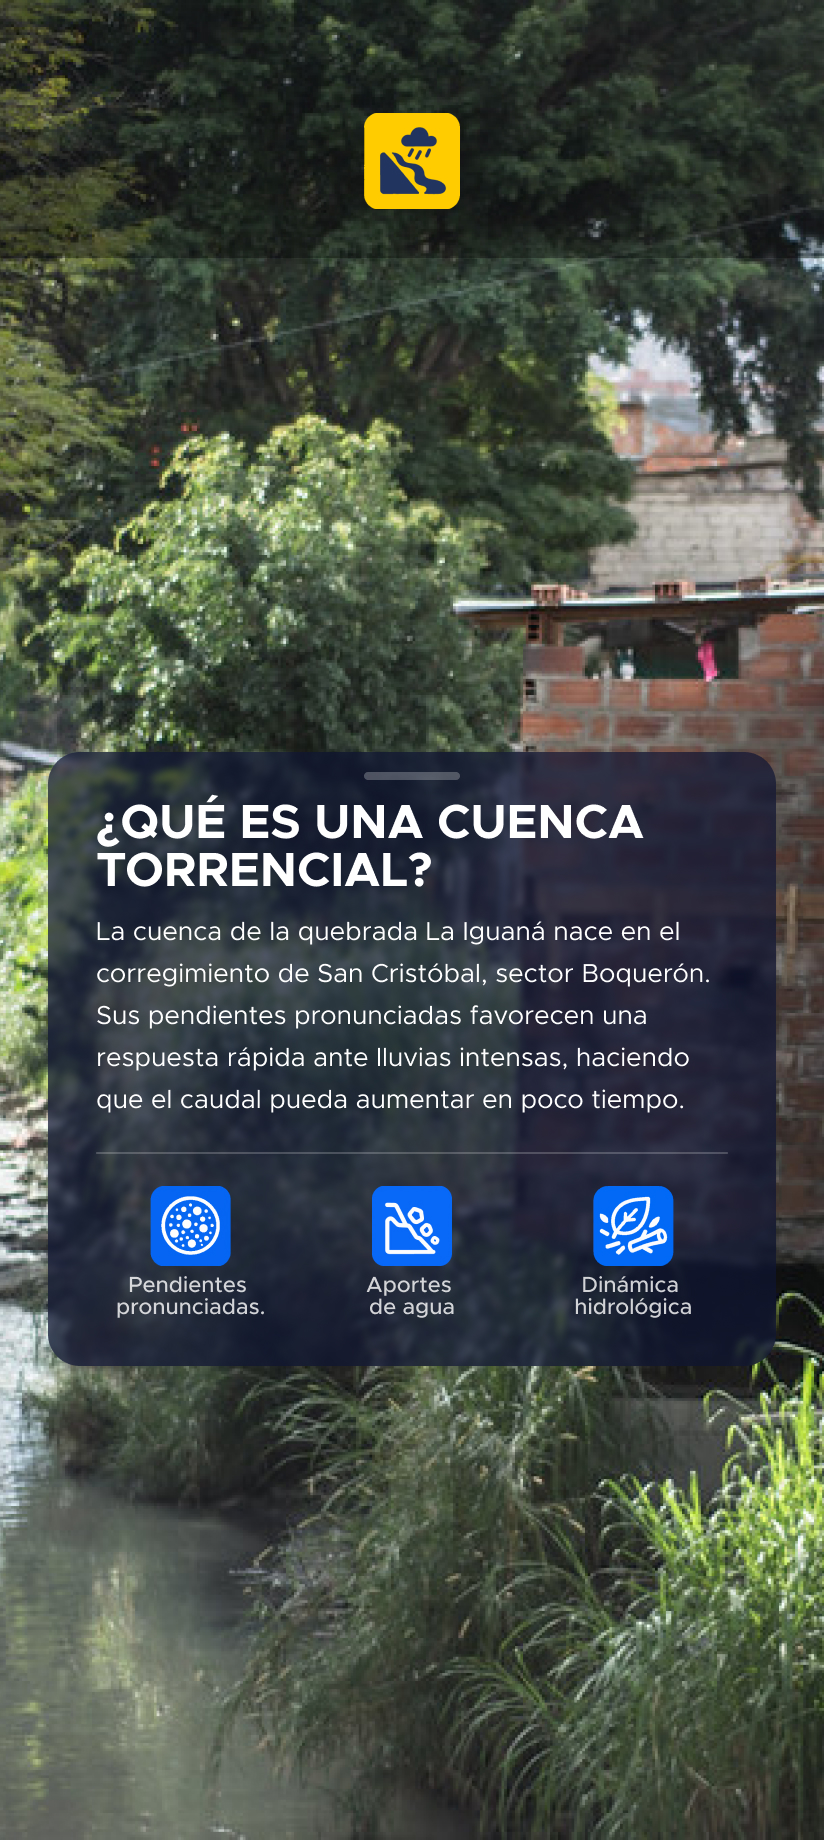 ¿QUÉ ES UNA CUENCA
TORRENCIAL?
La cuenca de la quebrada La Iguaná nace en el
corregimiento de San Cristóbal, sector Boquerón.
Sus pendientes pronunciadas favorecen una
respuesta rápida ante lluvias intensas, haciendo
que el caudal pueda aumentar en poco tiempo.
Pendientes
pronunciadas.
Aportes
de agua
Dinámica
hidrológica